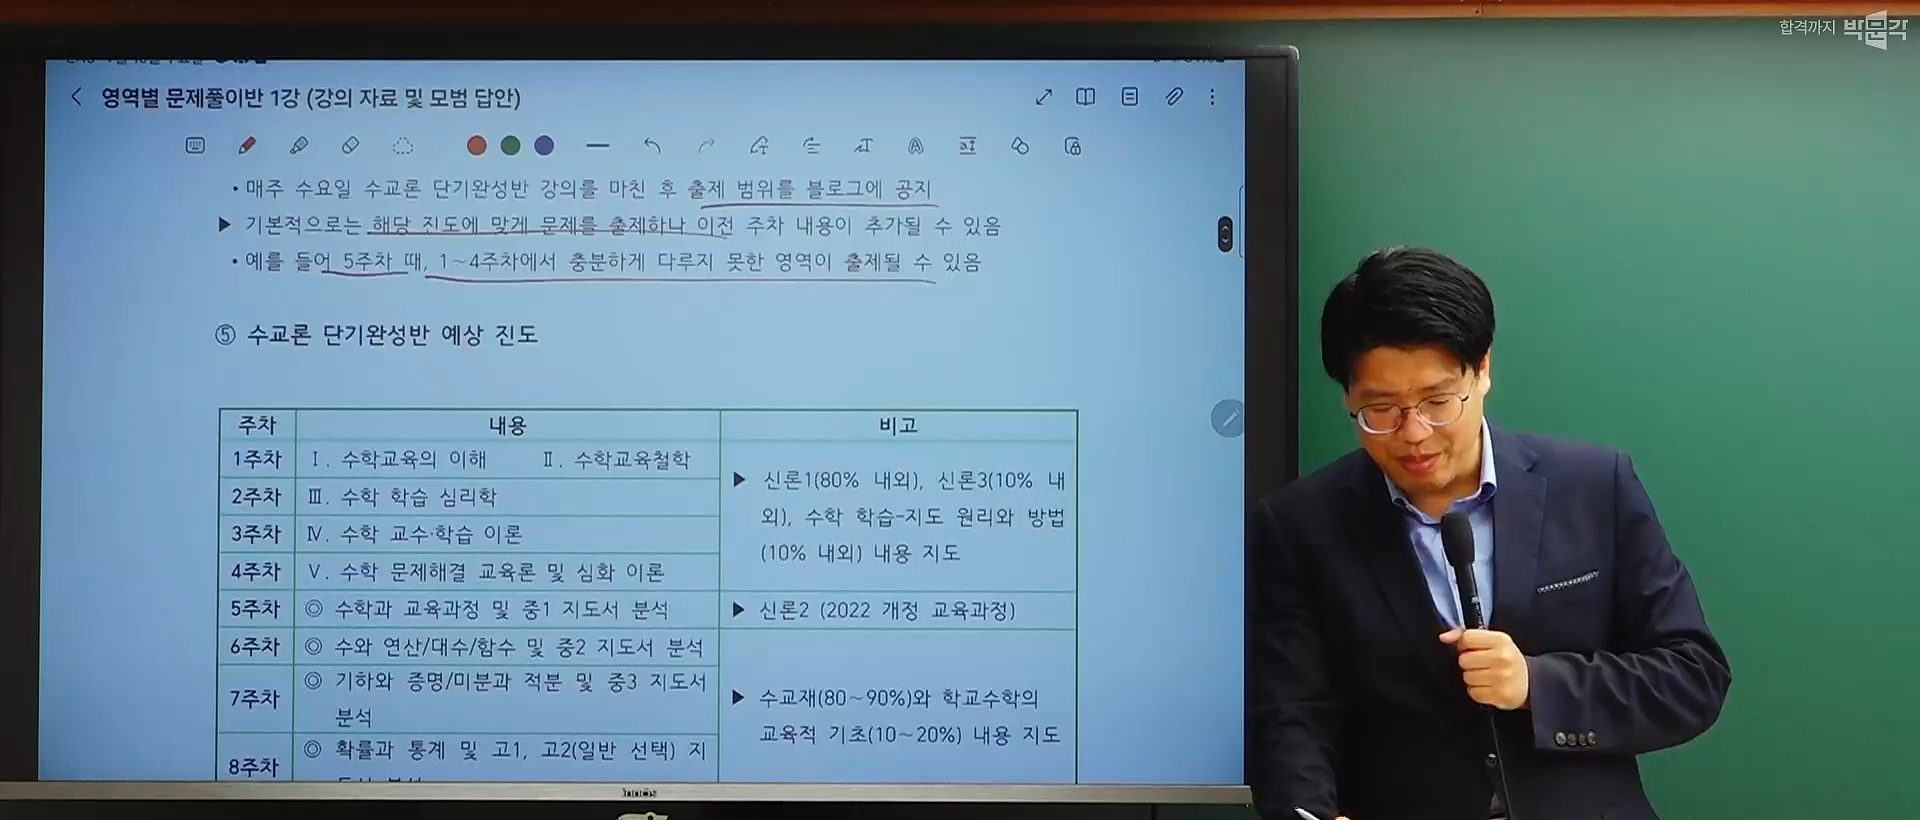 합격까지 박문각
영역별 문제풀이반 1강 (강의 자료 및 모범 답안)
• 매주 수요일 수교론 단기완성반 강의를 마친 후 출제 범위를 블로그에 공지
▶ 기본적으로는 해당 진도에 맞게 문제를 출제하나 이전 주차 내용이 추가될 수 있음
• 예를 들어 5주차 때, 1~4주차에서 충분하게 다루지 못한 영역이 출제될 수 있음
⑤ 수교론 단기완성반 예상 진도
주차 내용 비고
1주차 Ⅰ. 수학교육의 이해 Ⅱ. 수학교육철학
2주차 Ⅲ. 수학 학습 심리학
3주차 Ⅳ. 수학 교수·학습 이론
4주차 Ⅴ. 수학 문제해결 교육론 및 심화 이론
▶ 신론1(80% 내외), 신론3(10% 내
외), 수학 학습-지도 원리와 방법
(10% 내외) 내용 지도
5주차 ◎ 수학과 교육과정 및 중1 지도서 분석 ▶ 신론2 (2022 개정 교육과정)
6주차 ◎ 수와 연산/대수/함수 및 중2 지도서 분석
7주차 ◎ 기하와 증명/미분과 적분 및 중3 지도서
분석
8주차 ◎ 확률과 통계 및 고1, 고2(일반 선택) 지
▶ 수교재(80~90%)와 학교수학의
교육적 기초(10~20%) 내용 지도